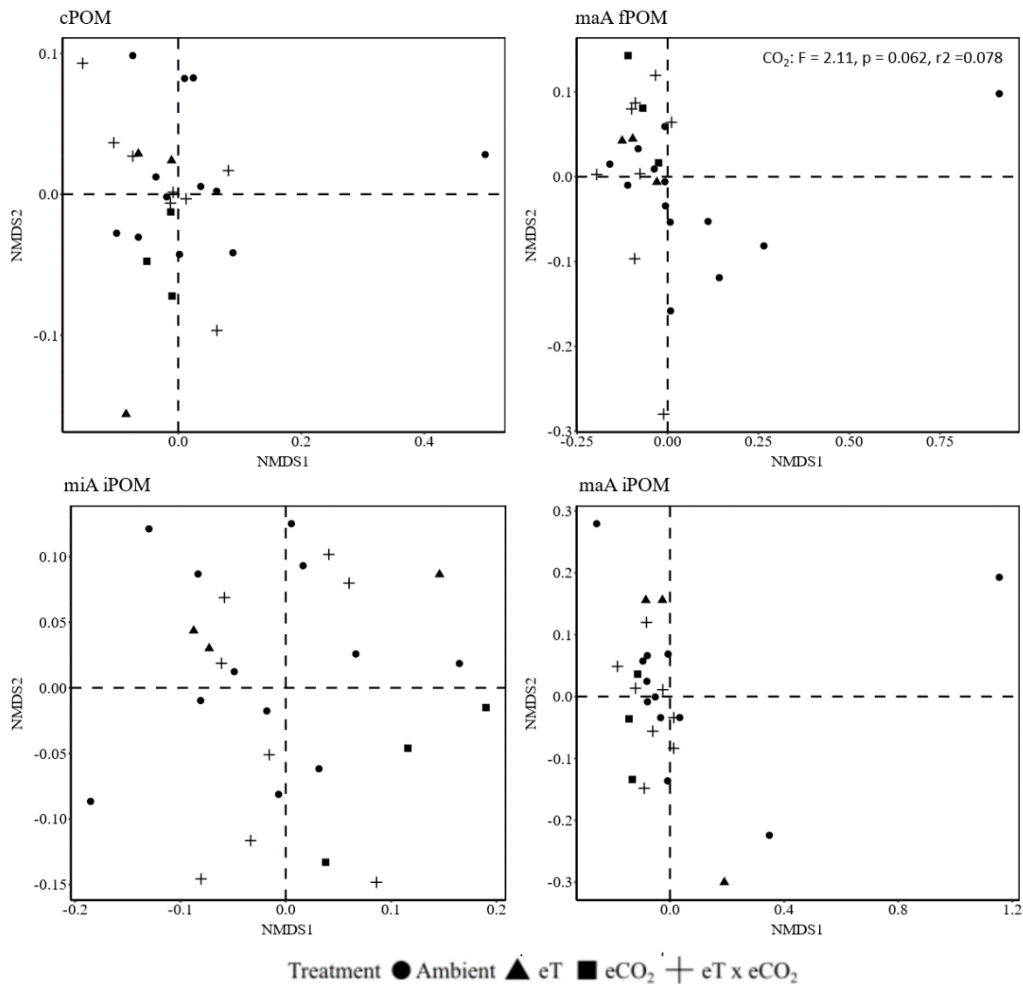 cPOM
maA fPOM
0.1
0.0
-0.1
NMDS2
0.0
0.2
0.4
NMDS1
CO₂: F = 2.11, p = 0.062, r2 =0.078
0.1
0.0
-0.1
-0.2
-0.3
NMDS2
-0.25
0.00
0.25
0.50
0.75
NMDS1
miA iPOM
maA iPOM
0.10
0.05
0.00
-0.05
-0.10
-0.15
NMDS2
-0.2
-0.1
0.0
0.1
0.2
NMDS1
0.3
0.2
0.1
0.0
-0.1
-0.2
-0.3
NMDS2
0.0
0.4
0.8
1.2
NMDS1
Treatment Ambient eT eCO₂ eT x eCO₂